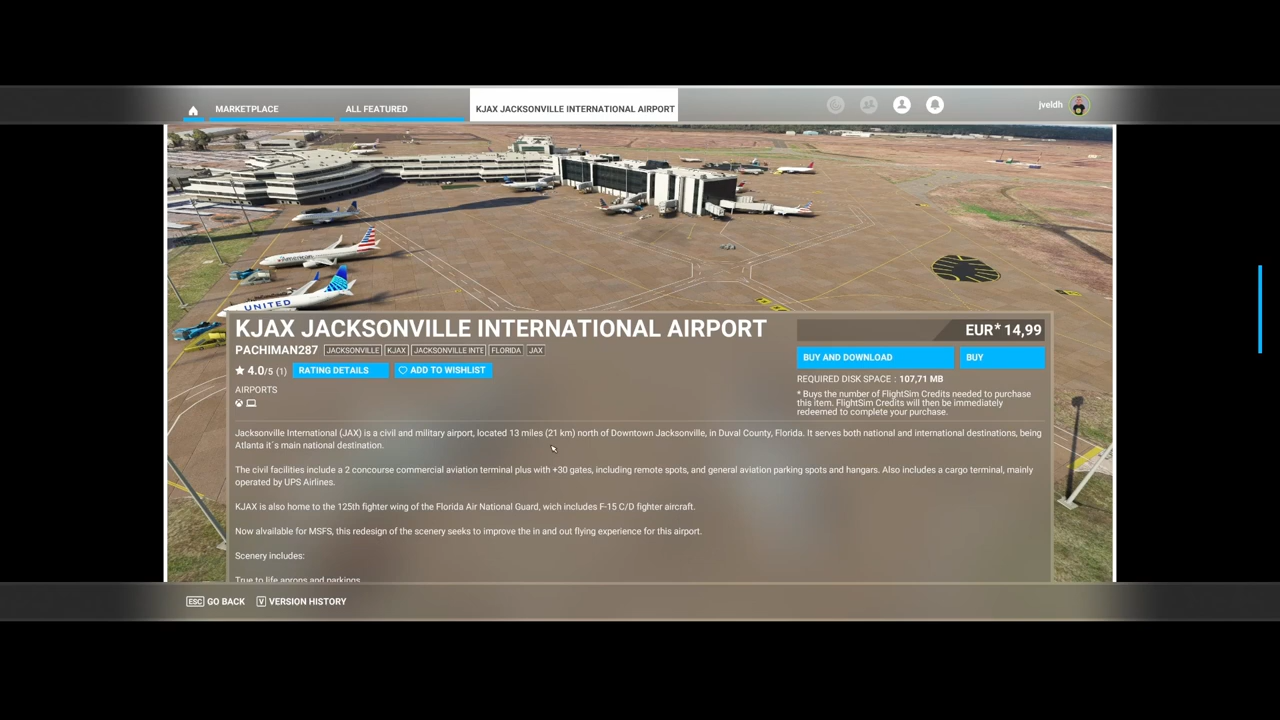 MARKETPLACE
ALL FEATURED
KJAX JACKSONVILLE INTERNATIONAL AIRPORT
jveldh
UNITED
KJAX JACKSONVILLE INTERNATIONAL AIRPORT
EUR* 14,99
PACHIMAN287 JACKSONVILLE KJAX JACKSONVILLE INTE FLORIDA JAX
BUY AND DOWNLOAD
BUY
4.0/5 (1) RATING DETAILS ADD TO WISHLIST
REQUIRED DISK SPACE : 107,71 MB
AIRPORTS
* Buys the number of FlightSim Credits needed to purchase
this item. FlightSim Credits will then be immediately
redeemed to complete your purchase.
Jacksonville International (JAX) is a civil and military airport, located 13 miles (21 km) north of Downtown Jacksonville, in Duval County, Florida. It serves both national and international destinations, being
Atlanta it´s main national destination.
The civil facilities include a 2 concourse commercial aviation terminal plus with +30 gates, including remote spots, and general aviation parking spots and hangars. Also includes a cargo terminal, mainly
operated by UPS Airlines.
KJAX is also home to the 125th fighter wing of the Florida Air National Guard, wich includes F-15 C/D fighter aircraft.
Now available for MSFS, this redesign of the scenery seeks to improve the in and out flying experience for this airport.
Scenery includes:
True to life aprons and parkings
ESC GO BACK V VERSION HISTORY